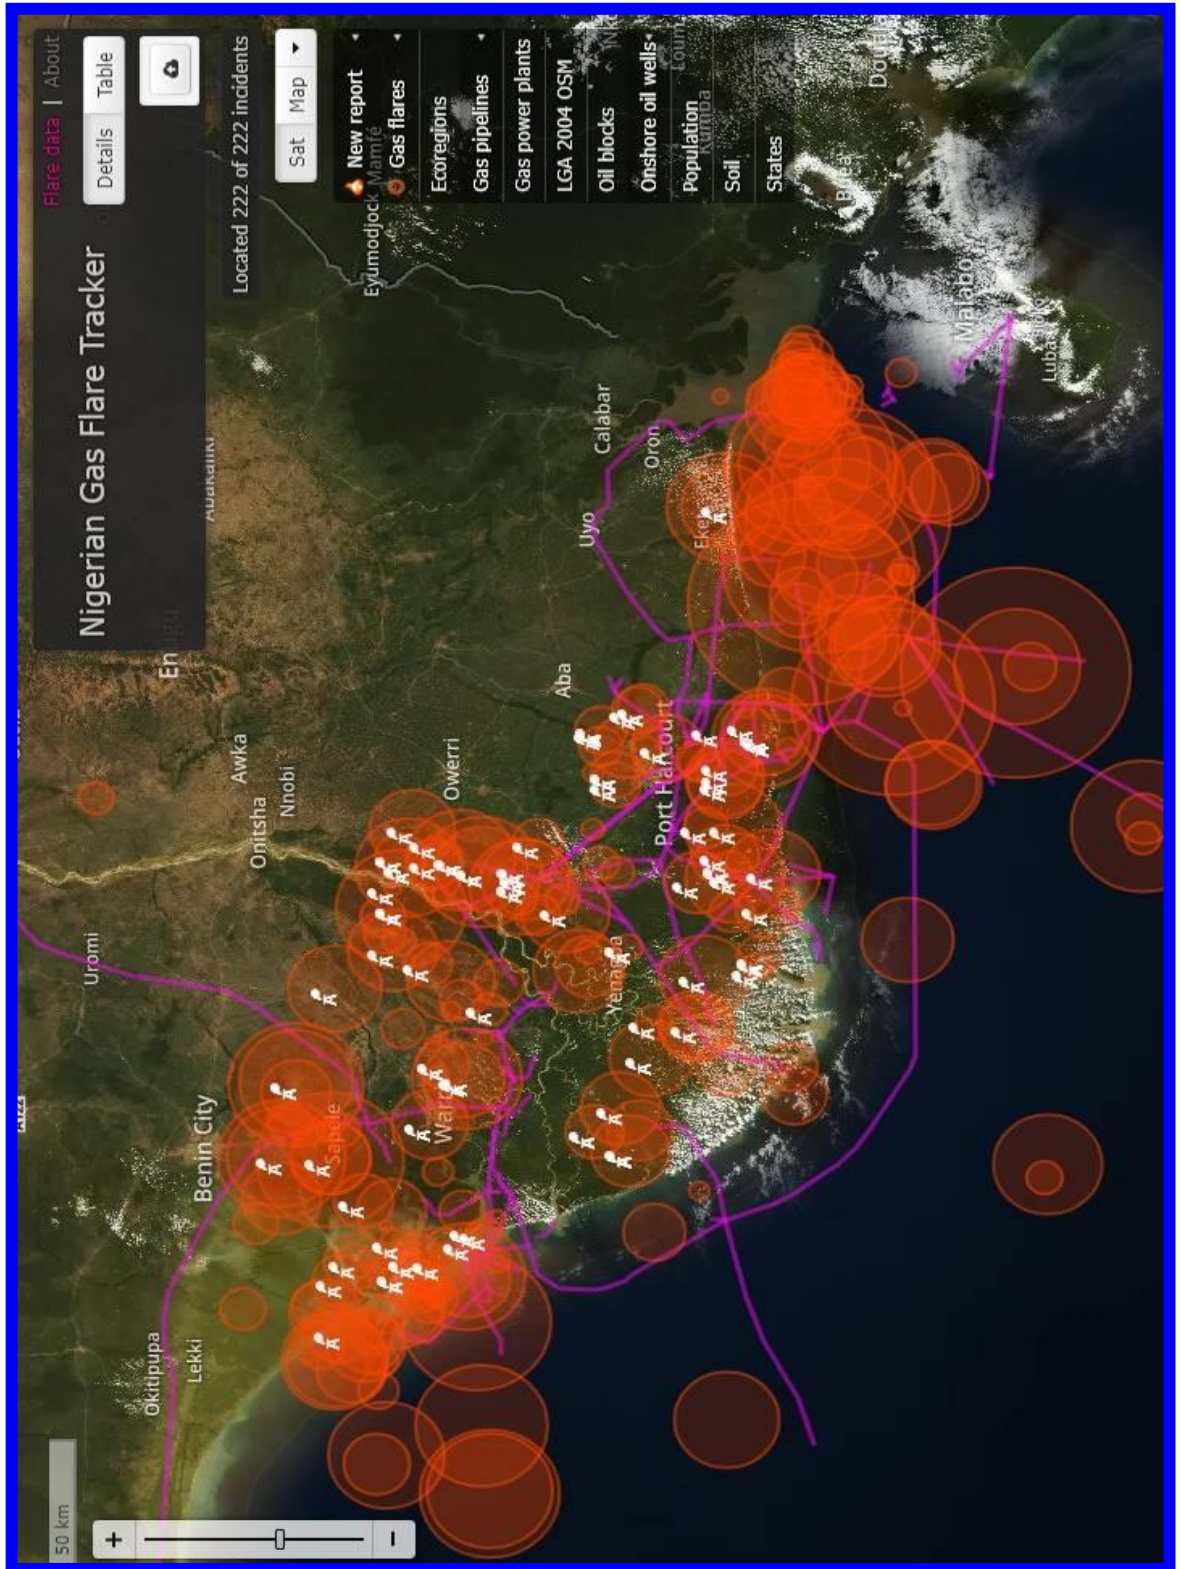 Nigerian Gas Flare Tracker
Flare data | About
Details
Table
Located 222 of 222 incidents
Sat
Map
New report
Gas flares
Ecoregions
Gas pipelines
Gas power plants
LGA 2004 OSM
Oil blocks
Onshore oil wells
Population
Soil
States
50 km
+
−
Okitipupa
Lekki
Benin City
Uromi
Onitsha
Nnobi
Awka
Sapele
Warri
Owerri
Aba
Port Harcourt
Uyo
Calabar
Oron
Eyumodjock
Mamfe
Kumba
Loum
Buea
Malabo
Luba